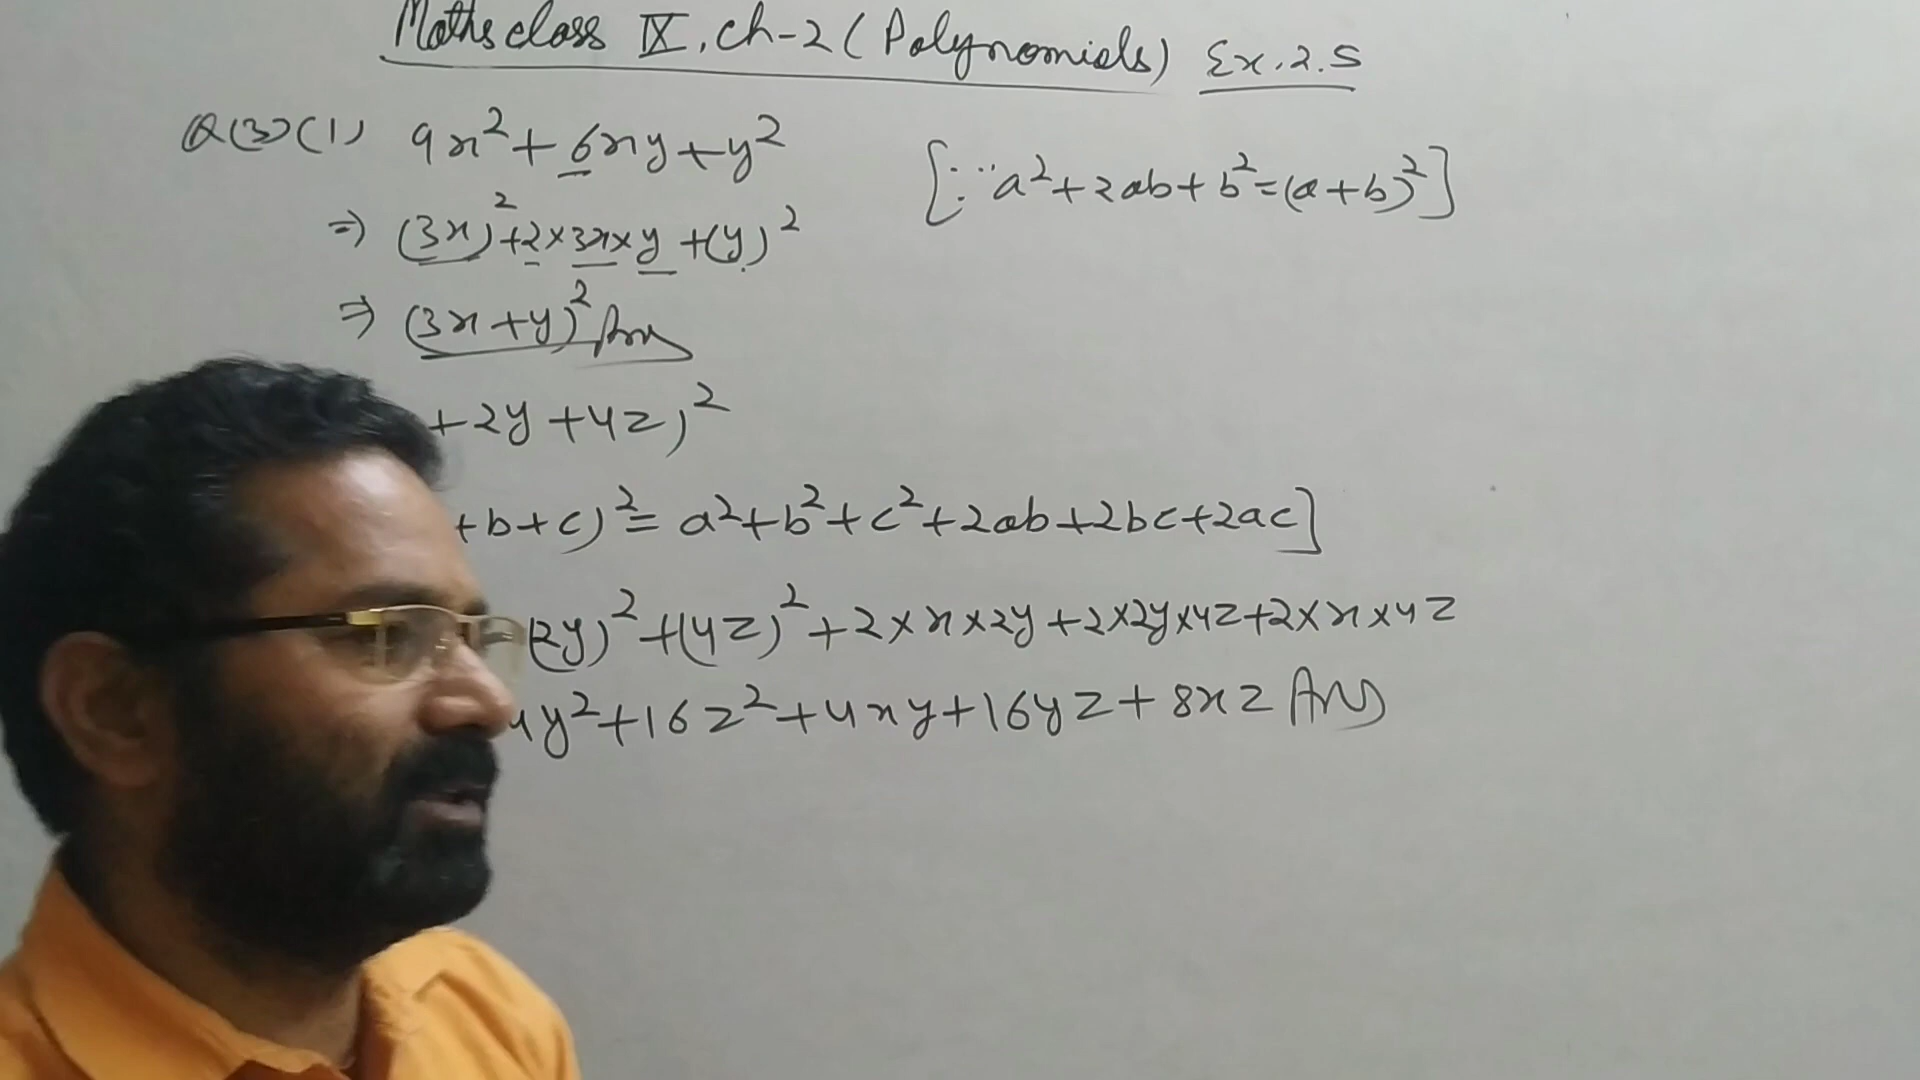 Maths class IX, Ch-2 (Polynomials) Ex. 2.5
Q(3)(1) 9x²+6xy+y² [∵ a²+2ab+b²=(a+b)²]
⇒ (3x)²+2×3x×y+(y)²
⇒ (3x+y)² Ans
+2y+4z)²
+b+c)²= a²+b²+c²+2ab+2bc+2ac]
(2y)²+(4z)²+2×x×2y+2×2y×4z+2×x×4z
4y²+16z²+4xy+16yz+8xz Ans